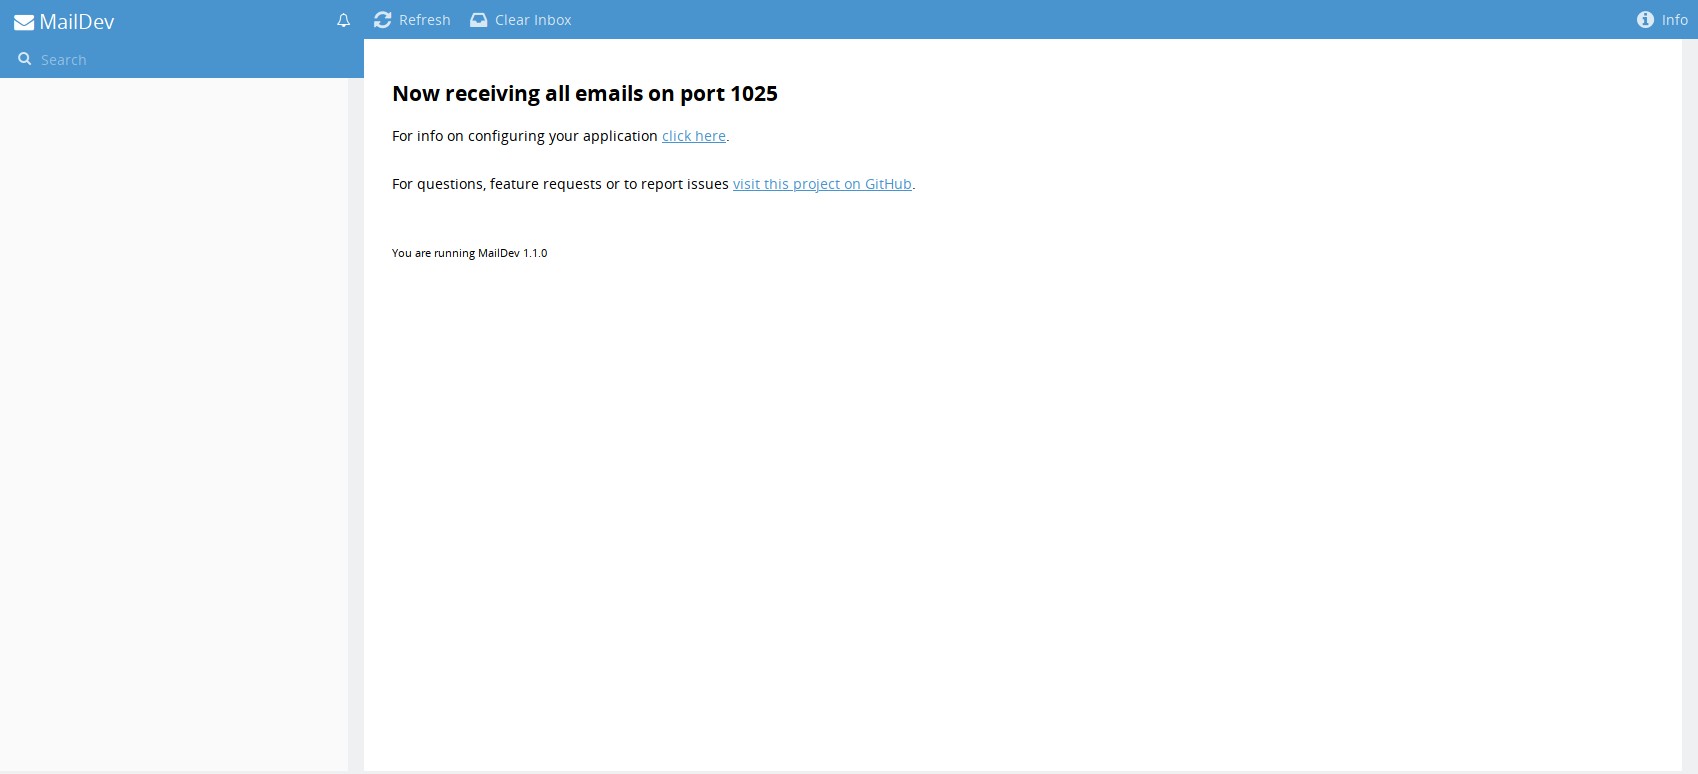 MailDev
Refresh
Clear Inbox
Info
Search
Now receiving all emails on port 1025
For info on configuring your application click here.
For questions, feature requests or to report issues visit this project on GitHub.
You are running MailDev 1.1.0